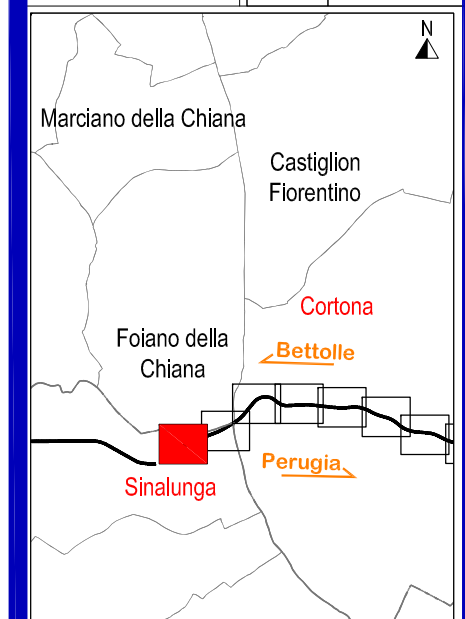 N
Marciano della Chiana
Castiglion
Fiorentino
Cortona
Foiano della
Chiana
Bettolle
Perugia
Sinalunga